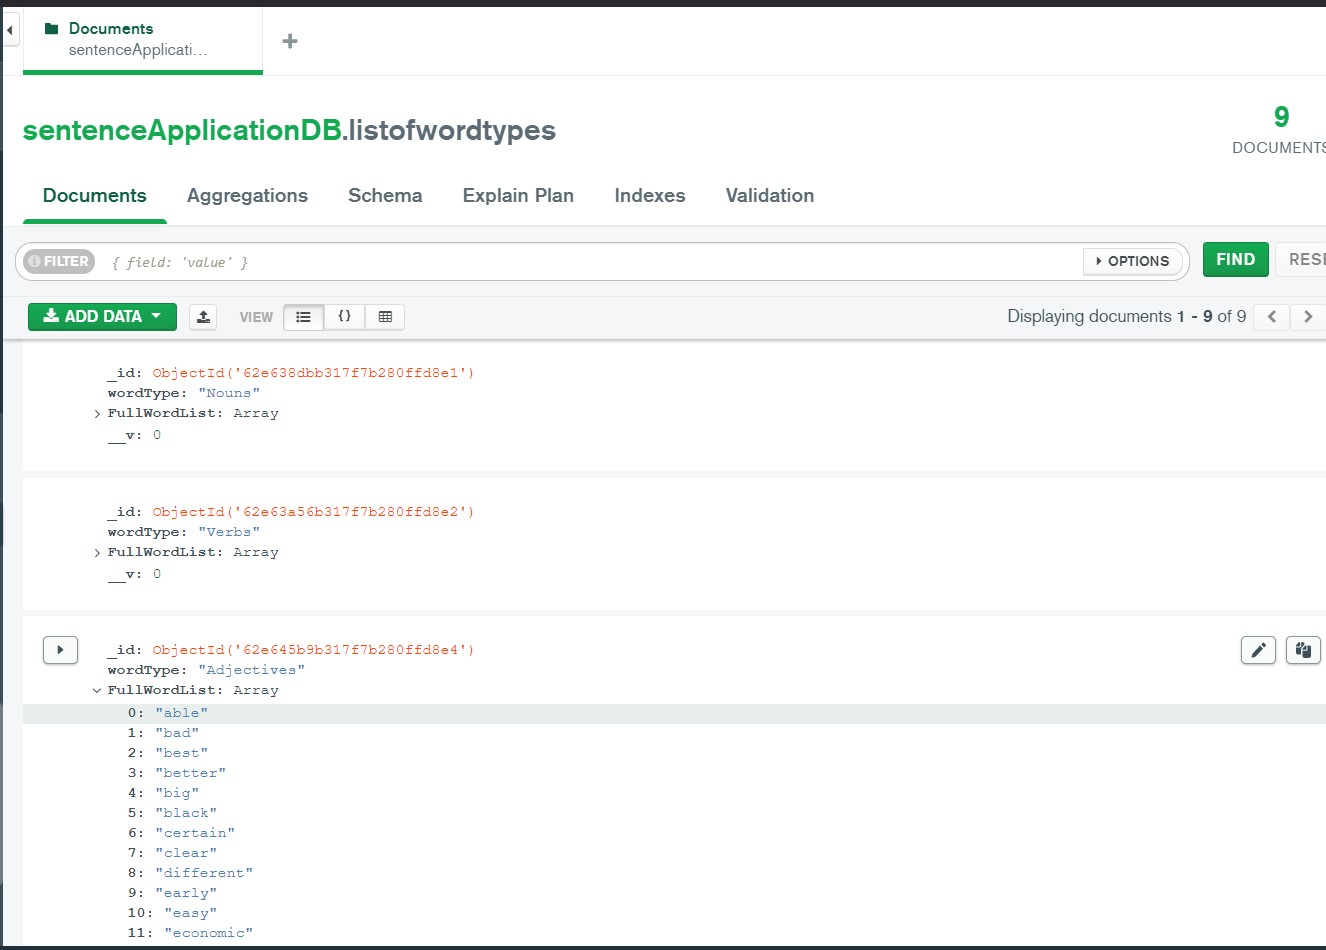 Documents
sentenceApplicati...
sentenceApplicationDB.listofwordtypes
9
DOCUMENTS
Documents Aggregations Schema Explain Plan Indexes Validation
FILTER { field: 'value' } OPTIONS FIND RESE
ADD DATA VIEW {} Displaying documents 1 - 9 of 9
_id: ObjectId('62e638dbb317f7b280ffd8e1')
wordType: "Nouns"
FullWordList: Array
__v: 0
_id: ObjectId('62e63a56b317f7b280ffd8e2')
wordType: "Verbs"
FullWordList: Array
__v: 0
_id: ObjectId('62e645b9b317f7b280ffd8e4')
wordType: "Adjectives"
FullWordList: Array
0: "able"
1: "bad"
2: "best"
3: "better"
4: "big"
5: "black"
6: "certain"
7: "clear"
8: "different"
9: "early"
10: "easy"
11: "economic"